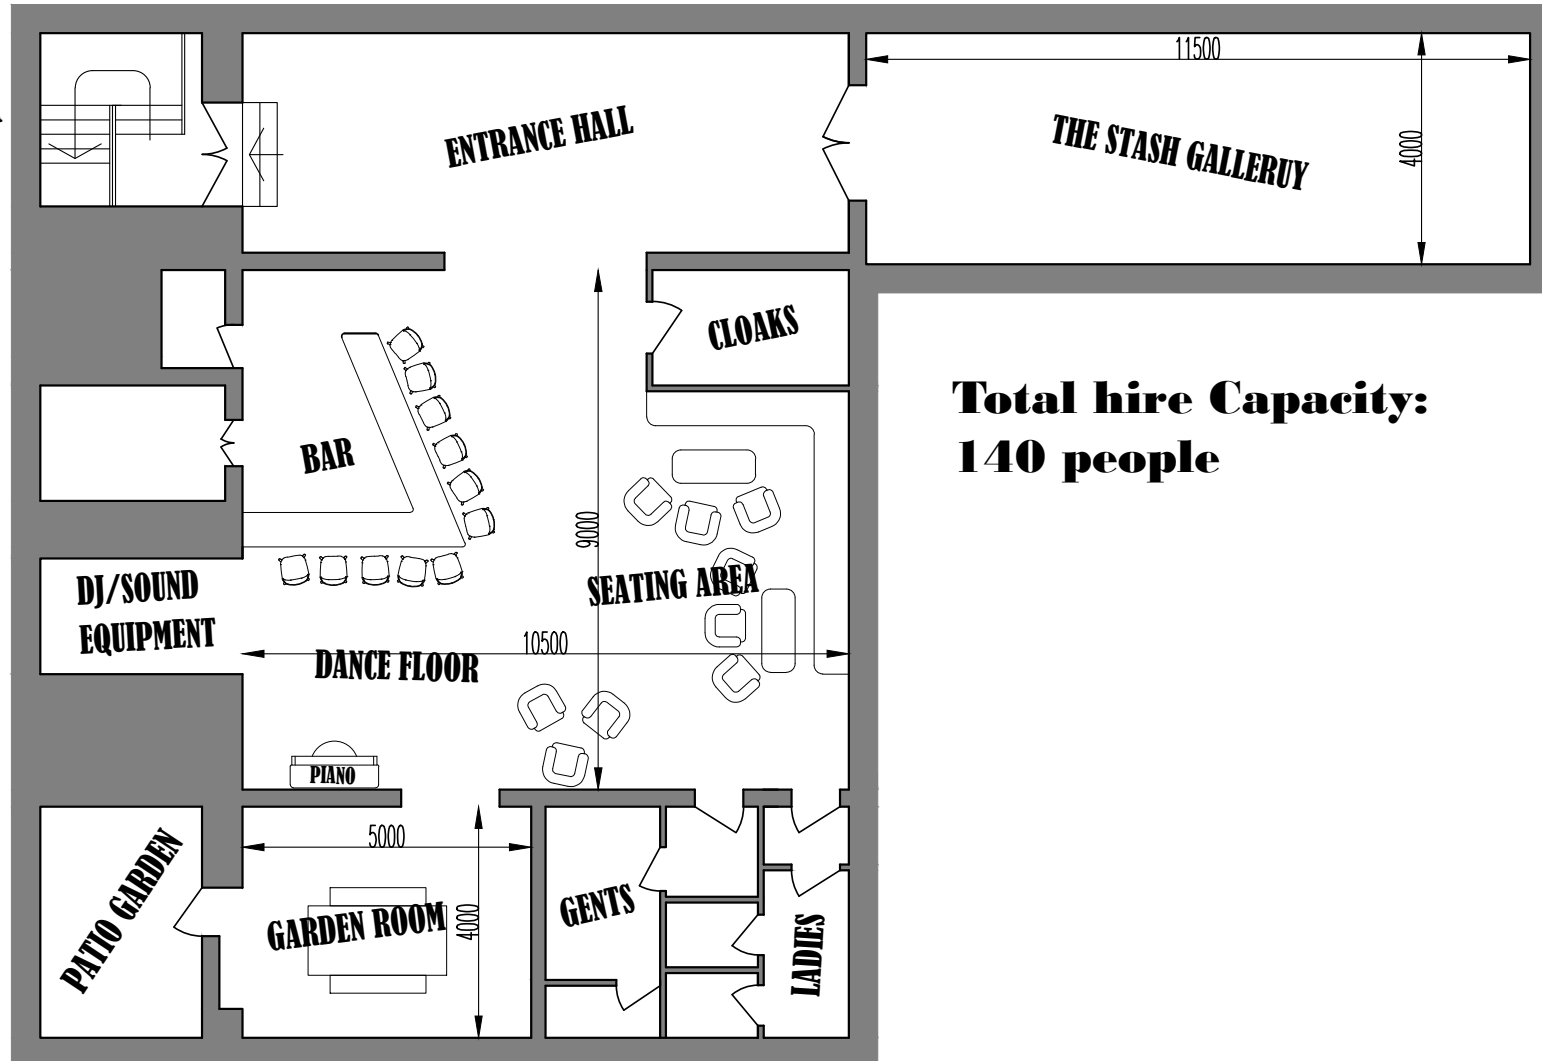 11500
ENTRANCE HALL
THE STASH GALLERUY
4000
CLOAKS
Total hire Capacity:
140 people
BAR
9000
DJ/SOUND
EQUIPMENT
SEATING AREA
10500
DANCE FLOOR
PIANO
5000
PATIO GARDEN
GARDEN ROOM
4000
GENTS
LADIES